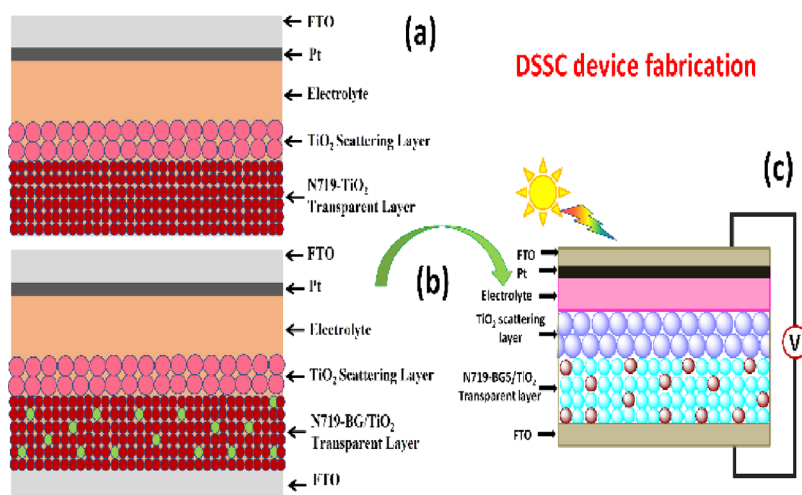 (a)
FTO
Pt
Electrolyte
TiO₂ Scattering Layer
N719-TiO₂
Transparent Layer
DSSC device fabrication
(b)
FTO
Pt
Electrolyte
TiO₂ Scattering Layer
N719-BG/TiO₂
Transparent Layer
FTO
(c)
FTO
Pt
Electrolyte
TiO₂ scattering
layer
N719-BGS/TiO₂
Transparent layer
FTO
V